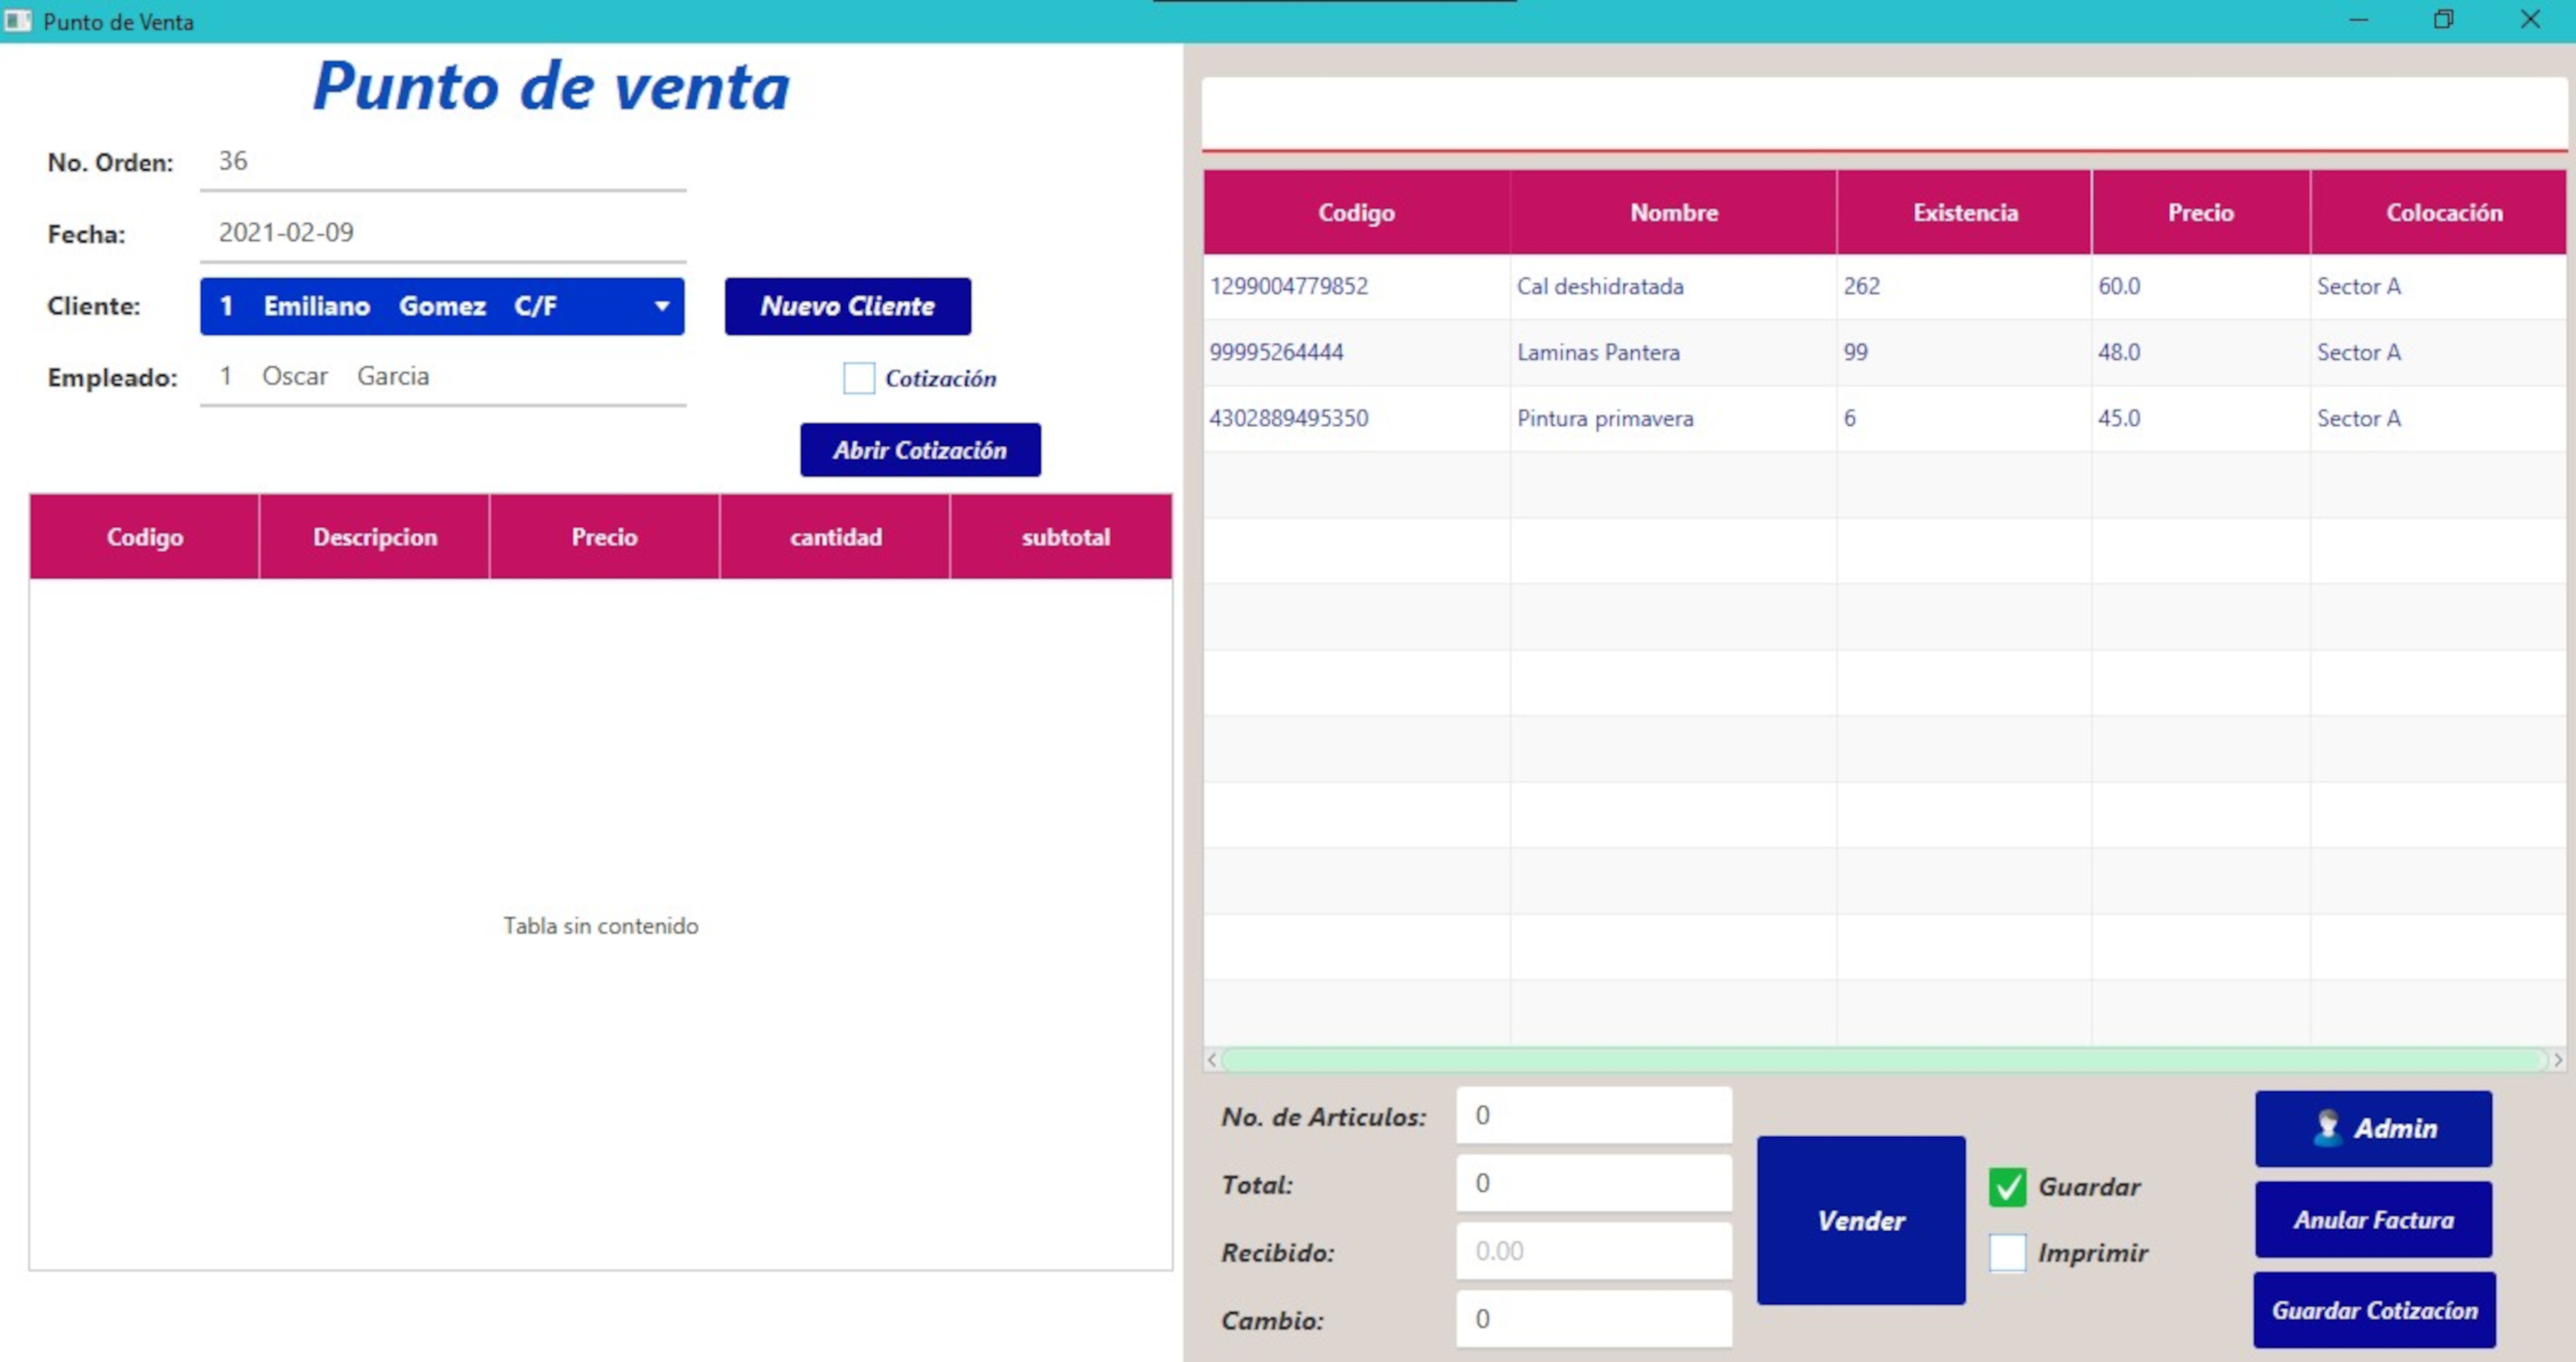 Punto de Venta
Punto de venta
No. Orden: 36
Fecha: 2021-02-09
Cliente: 1 Emiliano Gomez C/F Nuevo Cliente
Empleado: 1 Oscar Garcia
Cotización
Abrir Cotización
Codigo Descripcion Precio cantidad subtotal
Tabla sin contenido
Codigo Nombre Existencia Precio Colocación
1299004779852 Cal deshidratada 262 60.0 Sector A
99995264444 Laminas Pantera 99 48.0 Sector A
4302889495350 Pintura primavera 6 45.0 Sector A
No. de Articulos: 0
Total: 0
Recibido: 0.00
Cambio: 0
Vender
Guardar
Imprimir
Admin
Anular Factura
Guardar Cotizacíon